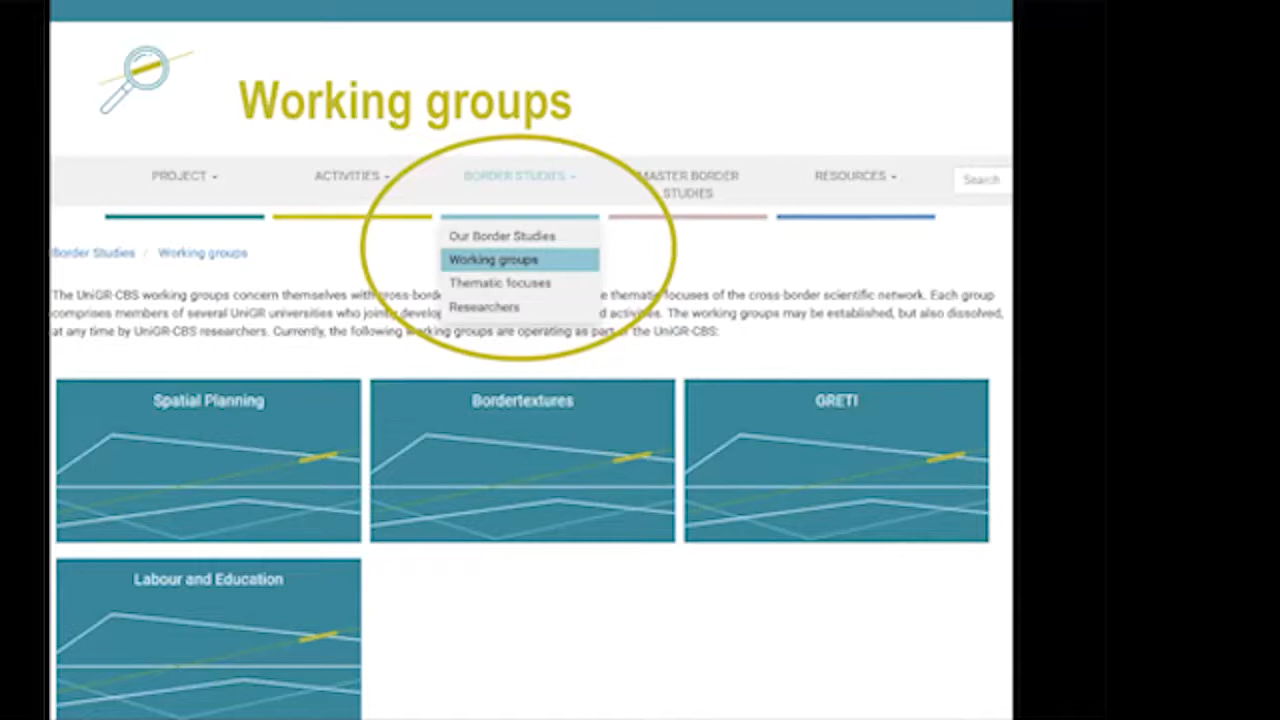 Working groups
PROJECT
ACTIVITIES
BORDER STUDIES
MASTER BORDER
STUDIES
RESOURCES
Search
Our Border Studies
Working groups
Thematic focuses
Researchers
Border Studies / Working groups
The UniGR-CBS working groups concern themselves with cross-borde thematic focuses of the cross-border scientific network. Each group
comprises members of several UniGR universities who jointly develop activities. The working groups may be established, but also dissolved,
at any time by UniGR-CBS researchers. Currently, the following working groups are operating as part of the UniGR-CBS:
Spatial Planning
Bordertextures
GRETI
Labour and Education